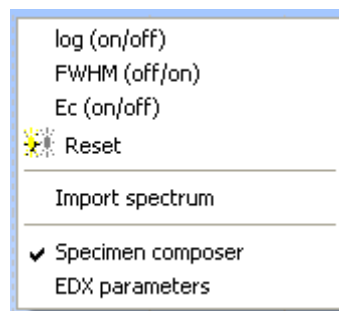 log (on/off)
FWHM (off/on)
Ec (on/off)
Reset
Import spectrum
Specimen composer
EDX parameters